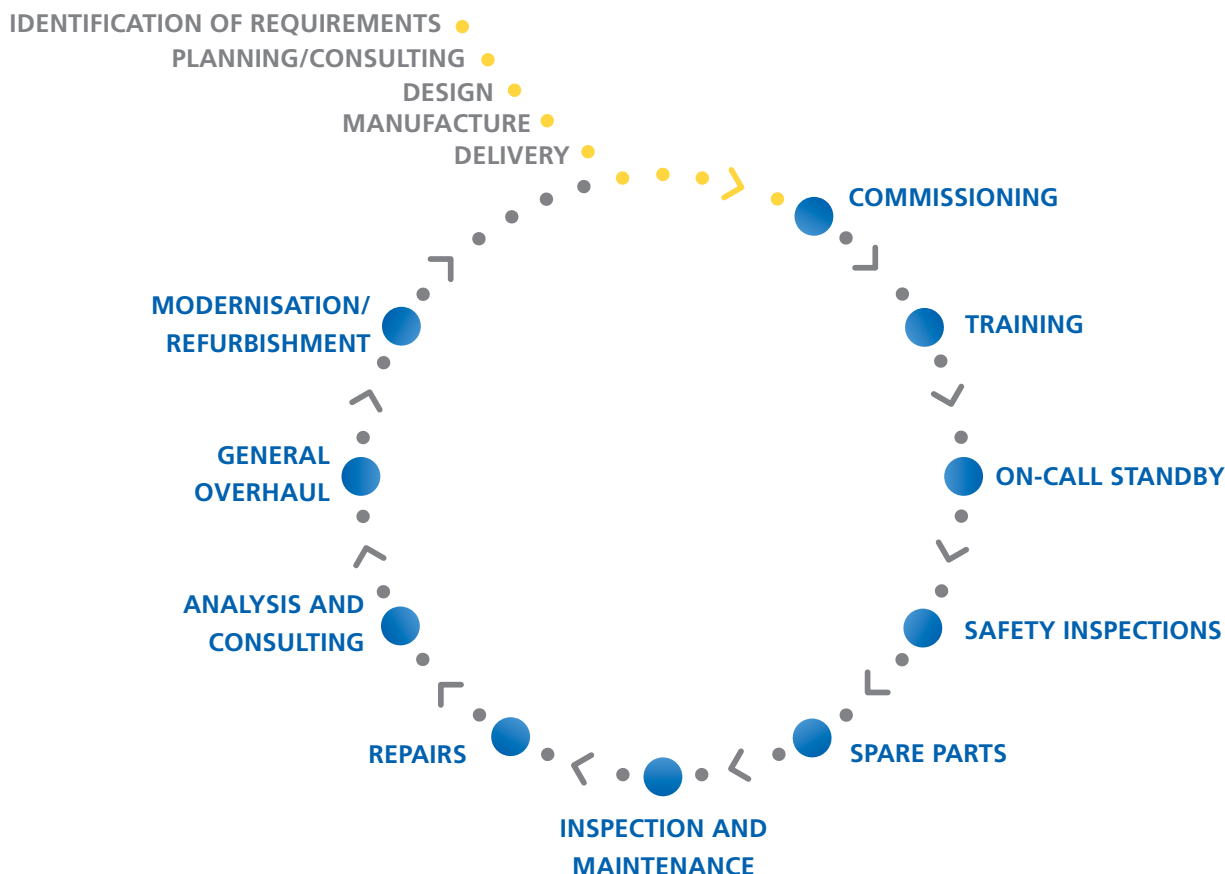 IDENTIFICATION OF REQUIREMENTS
PLANNING/CONSULTING
DESIGN
MANUFACTURE
DELIVERY
COMMISSIONING
TRAINING
ON-CALL STANDBY
SAFETY INSPECTIONS
SPARE PARTS
INSPECTION AND
MAINTENANCE
REPAIRS
ANALYSIS AND
CONSULTING
GENERAL
OVERHAUL
MODERNISATION/
REFURBISHMENT